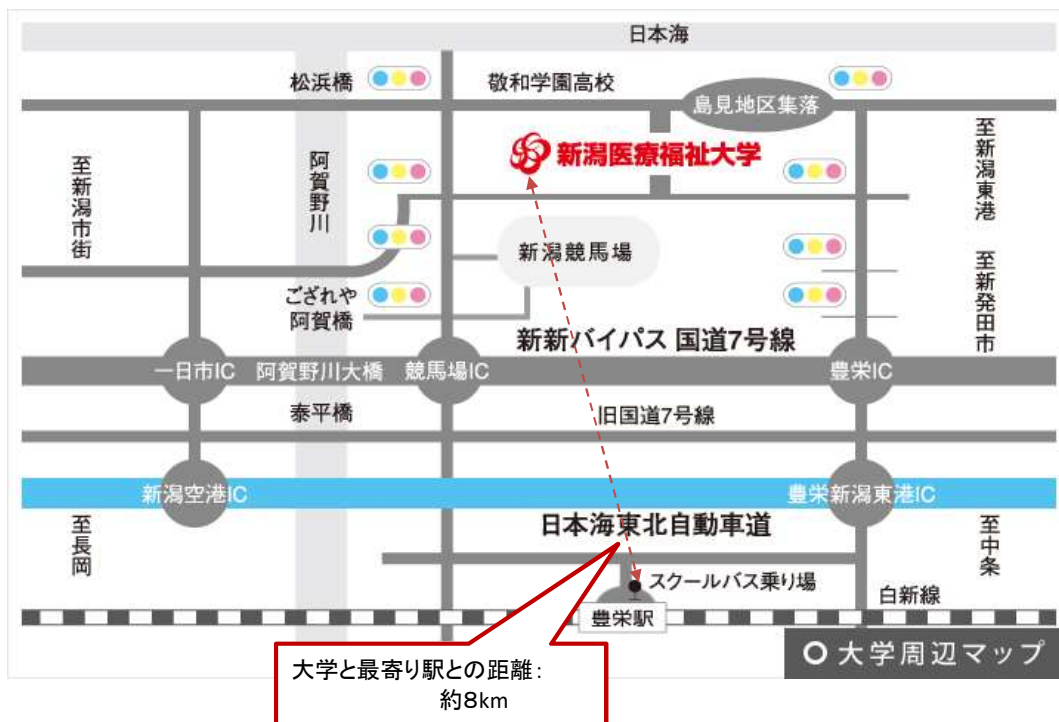 日本海
松浜橋
敬和学園高校
島見地区集落
新潟医療福祉大学
至新潟東港
至新潟市街
阿賀野川
新潟競馬場
至新発田市
ござれや
阿賀橋
新新バイパス 国道7号線
一日市IC
阿賀野川大橋
競馬場IC
豊栄IC
泰平橋
旧国道7号線
新潟空港IC
豊栄新潟東港IC
至長岡
日本海東北自動車道
至中条
スクールバス乗り場
白新線
豊栄駅
大学周辺マップ
大学と最寄り駅との距離:
約8km